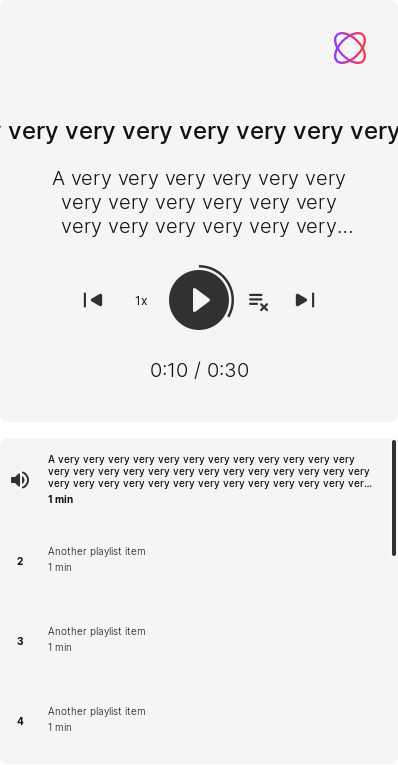 very very very very very very very
A very very very very very very
very very very very very very
very very very very very very...
1x
0:10 / 0:30
A very very very very very very very very very very very very
very very very very very very very very very very very very very
very very very very very very very very very very very very ver...
1 min
2
Another playlist item
1 min
3
Another playlist item
1 min
4
Another playlist item
1 min